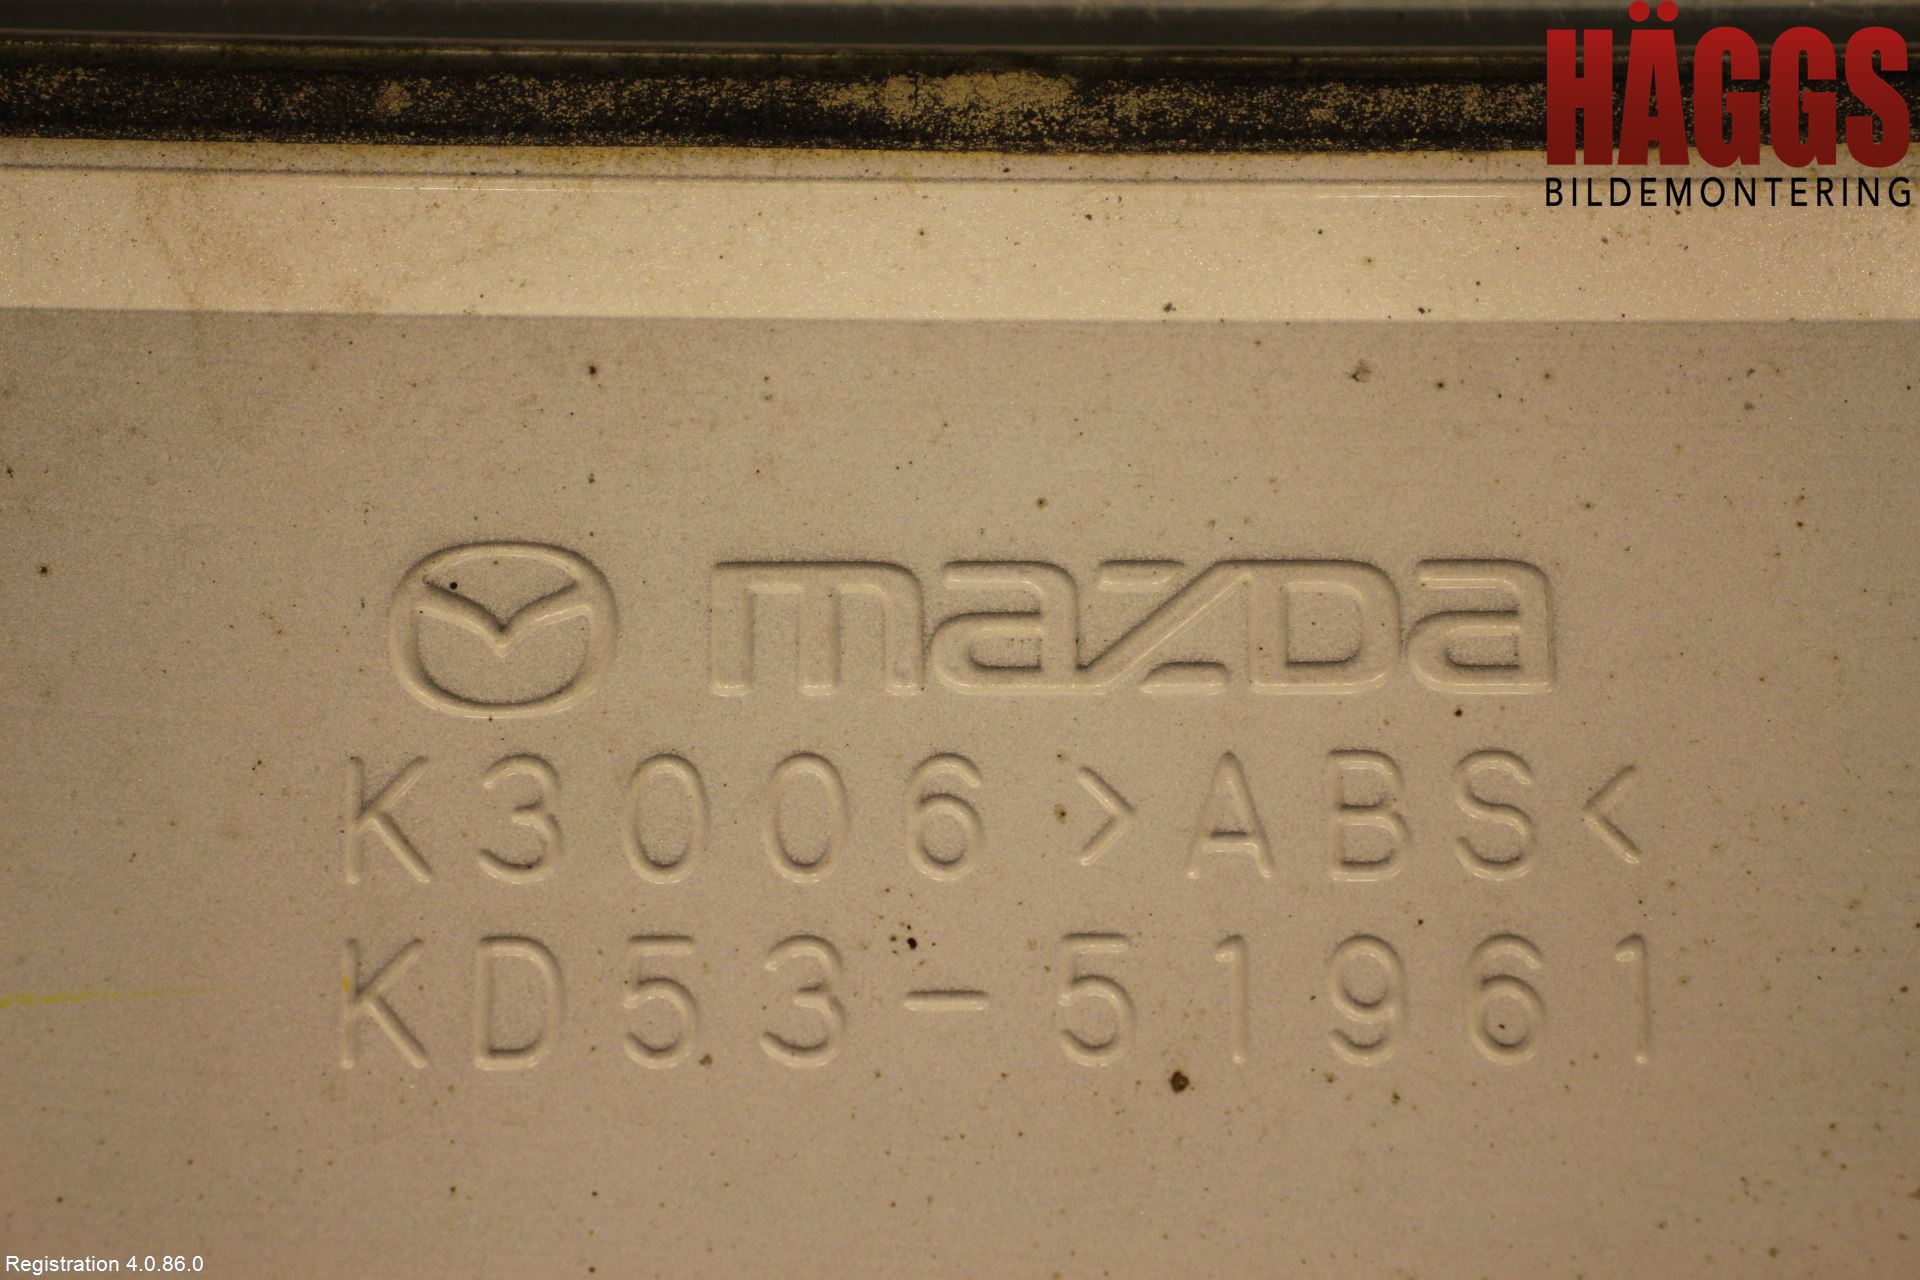 HÄGGS
BILDEMONTERING
mazda
K3006 >ABS<
KD53-51961
Registration 4.0.86.0